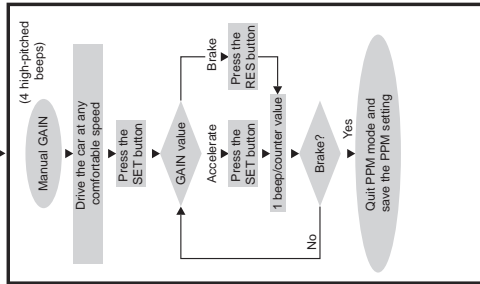 (4 high-pitched
beeps)
Manual GAIN
Drive the car at any
comfortable speed
Press the
SET button
GAIN value
Accelerate
Brake
Press the
SET button
Press the
RES button
1 beep/counter value
Brake?
No
Yes
Quit PPM mode and
save the PPM setting